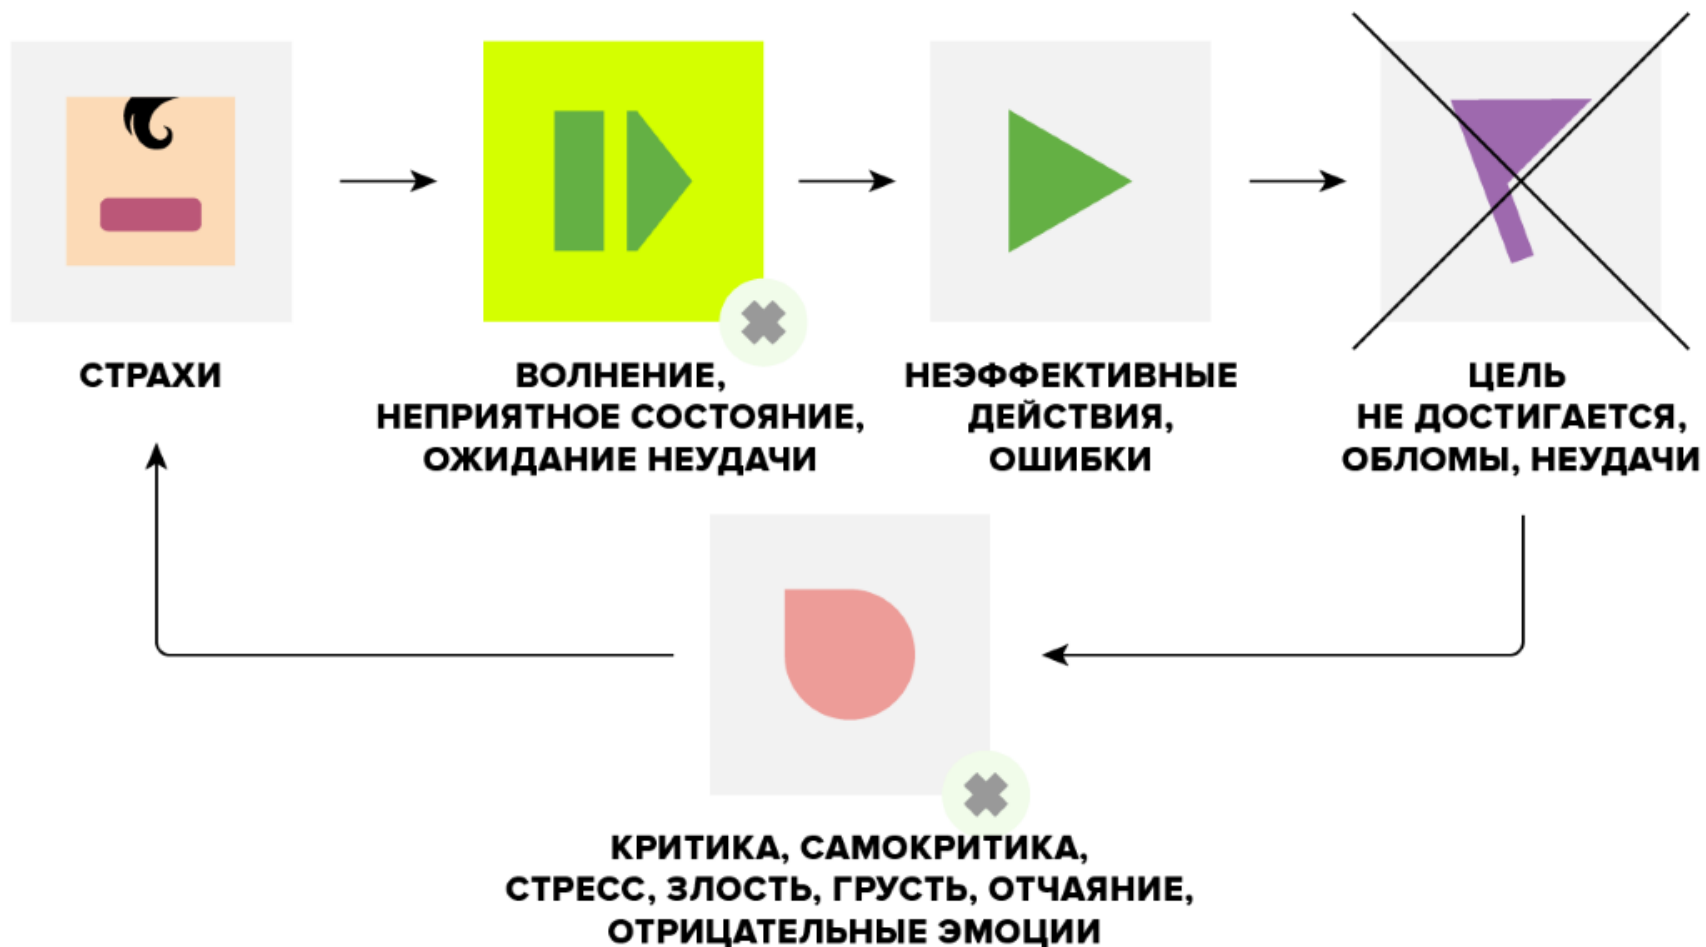 СТРАХИ
ВОЛНЕНИЕ,
НЕПРИЯТНОЕ СОСТОЯНИЕ,
ОЖИДАНИЕ НЕУДАЧИ
НЕЭФФЕКТИВНЫЕ
ДЕЙСТВИЯ,
ОШИБКИ
ЦЕЛЬ
НЕ ДОСТИГАЕТСЯ,
ОБЛОМЫ, НЕУДАЧИ
КРИТИКА, САМОКРИТИКА,
СТРЕСС, ЗЛОСТЬ, ГРУСТЬ, ОТЧАЯНИЕ,
ОТРИЦАТЕЛЬНЫЕ ЭМОЦИИ